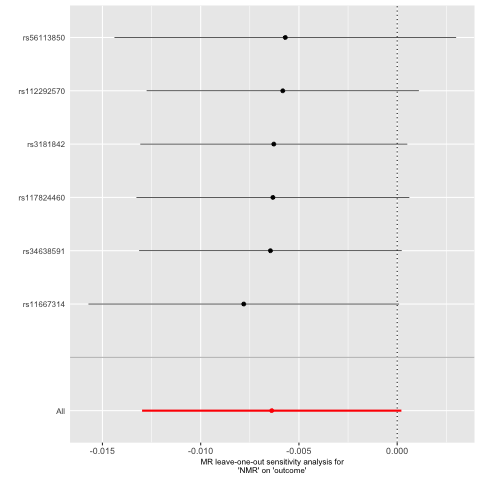 rs56113850
rs112292570
rs3181842
rs117824460
rs34638591
rs11667314
All
-0.015 -0.010 -0.005 0.000
MR leave-one-out sensitivity analysis for
'NMR' on 'outcome'